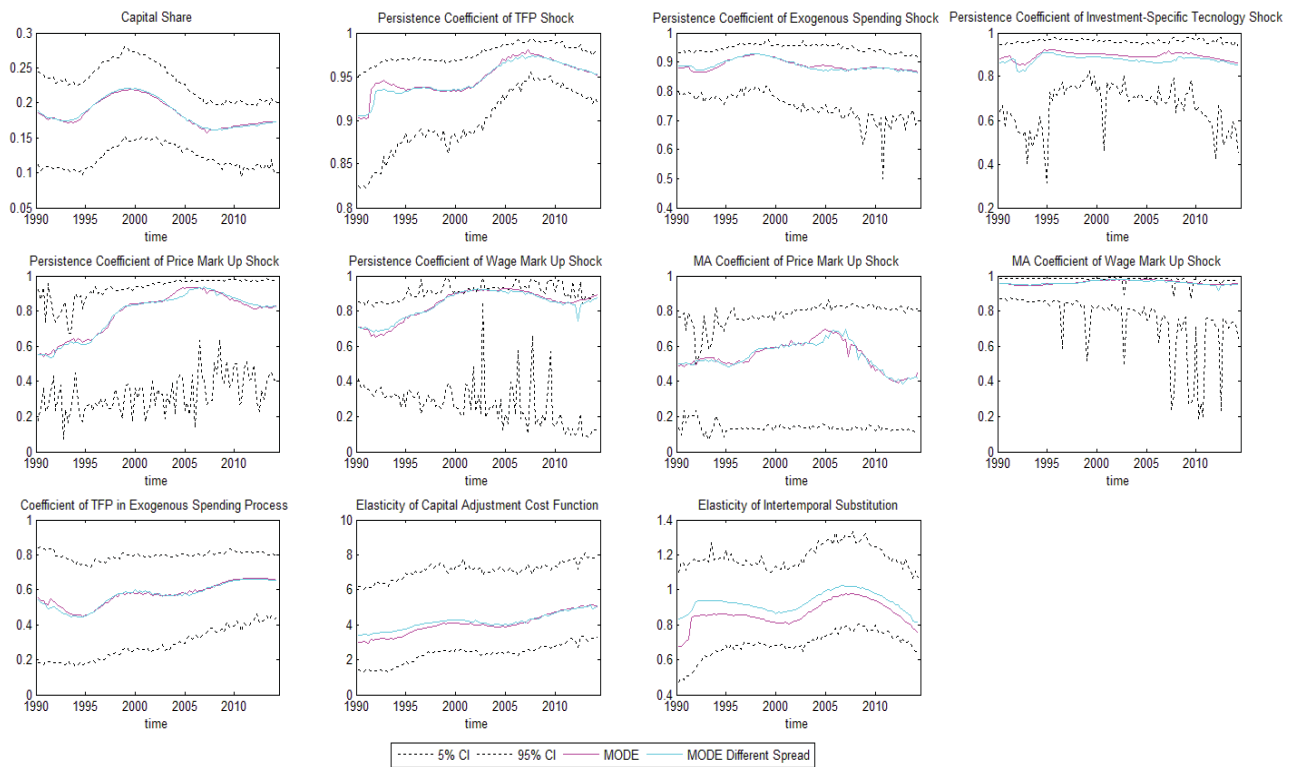 Capital Share
0.3
0.25
0.2
0.15
0.1
0.05
1990 1995 2000 2005 2010
time
Persistence Coefficient of TFP Shock
1
0.95
0.9
0.85
0.8
1990 1995 2000 2005 2010
time
Persistence Coefficient of Exogenous Spending Shock
1
0.9
0.8
0.7
0.6
0.5
0.4
1990 1995 2000 2005 2010
time
Persistence Coefficient of Investment-Specific Tecnology Shock
1
0.8
0.6
0.4
0.2
1990 1995 2000 2005 2010
time
Persistence Coefficient of Price Mark Up Shock
1
0.8
0.6
0.4
0.2
0
1990 1995 2000 2005 2010
time
Persistence Coefficient of Wage Mark Up Shock
1
0.8
0.6
0.4
0.2
0
1990 1995 2000 2005 2010
time
MA Coefficient of Price Mark Up Shock
1
0.8
0.6
0.4
0.2
0
1990 1995 2000 2005 2010
time
MA Coefficient of Wage Mark Up Shock
1
0.8
0.6
0.4
0.2
0
1990 1995 2000 2005 2010
time
Coefficient of TFP in Exogenous Spending Process
1
0.8
0.6
0.4
0.2
0
1990 1995 2000 2005 2010
time
Elasticity of Capital Adjustment Cost Function
10
8
6
4
2
0
1990 1995 2000 2005 2010
time
Elasticity of Intertemporal Substitution
1.4
1.2
1
0.8
0.6
0.4
1990 1995 2000 2005 2010
time
5% CI 95% CI MODE MODE Different Spread